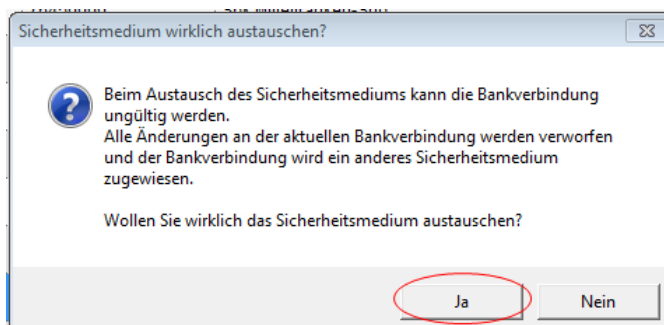 Sicherheitsmedium wirklich austauschen?
Beim Austausch des Sicherheitsmediums kann die Bankverbindung
ungültig werden.
Alle Änderungen an der aktuellen Bankverbindung werden verworfen
und der Bankverbindung wird ein anderes Sicherheitsmedium
zugewiesen.
Wollen Sie wirklich das Sicherheitsmedium austauschen?
Ja Nein